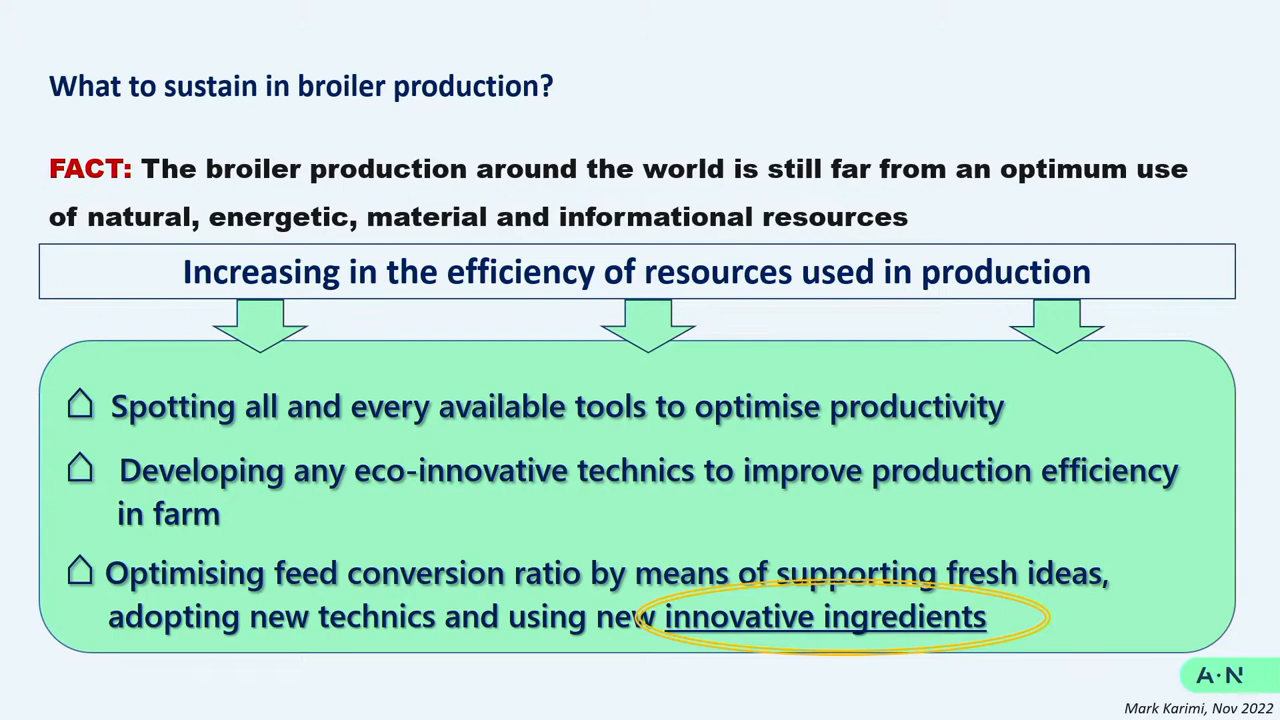 What to sustain in broiler production?
FACT: The broiler production around the world is still far from an optimum use
of natural, energetic, material and informational resources
Increasing in the efficiency of resources used in production
Spotting all and every available tools to optimise productivity
Developing any eco-innovative technics to improve production efficiency
in farm
Optimising feed conversion ratio by means of supporting fresh ideas,
adopting new technics and using new innovative ingredients
A·N
Mark Karimi, Nov 2022